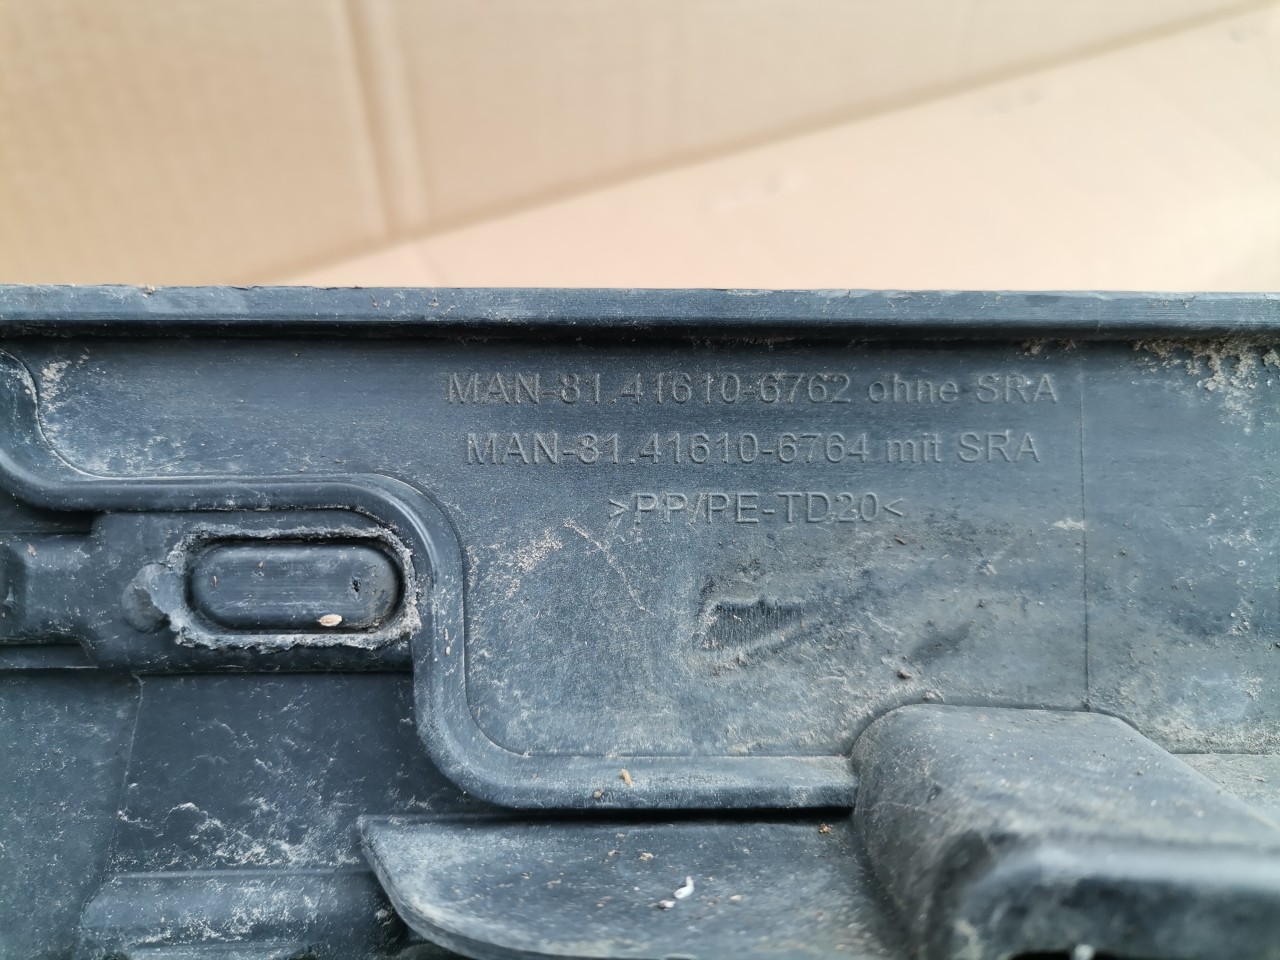 MAN-81.41610-6762 ohne SRA
MAN-81.41610-6764 mit SRA
>PP/PE-TD20<